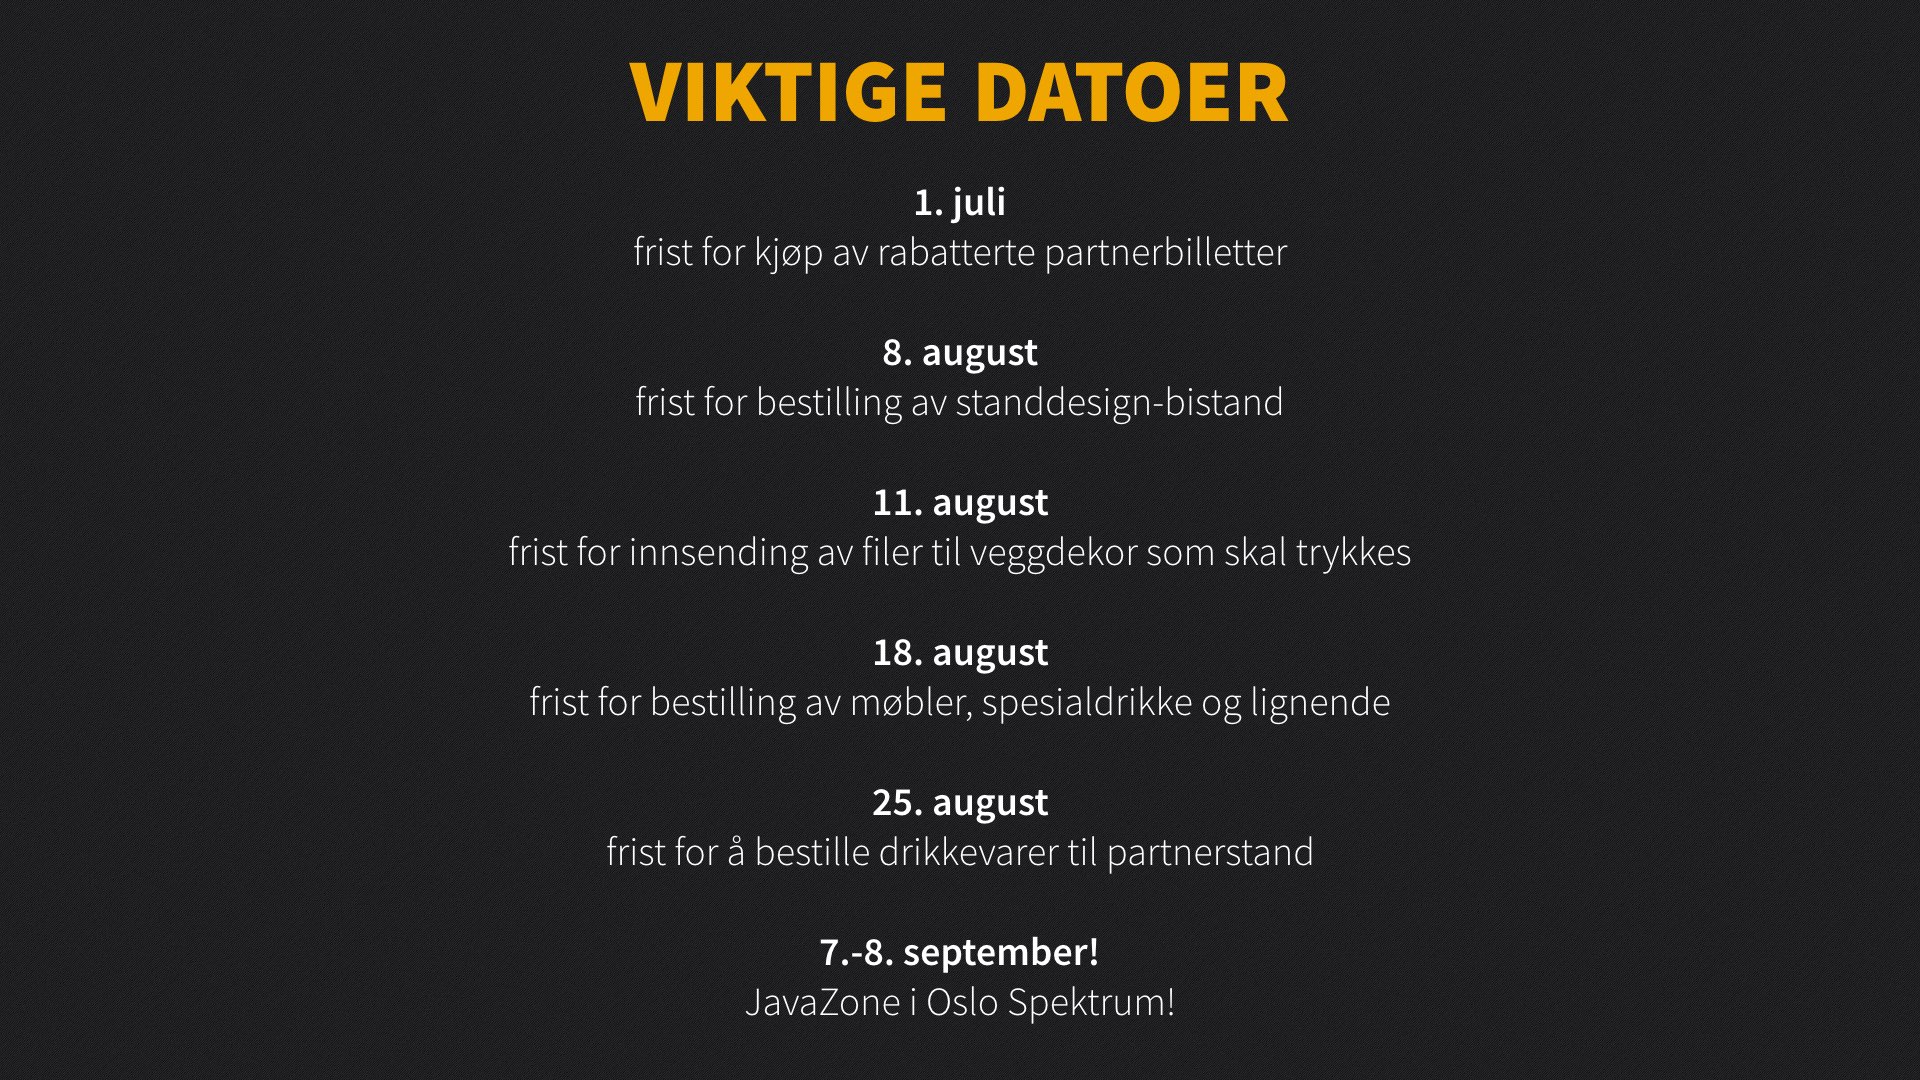 VIKTIGE DATOER
1. juli
frist for kjøp av rabatterte partnerbilletter
8. august
frist for bestilling av standdesign-bistand
11. august
frist for innsending av filer til veggdekor som skal trykkes
18. august
frist for bestilling av møbler, spesialdrikke og lignende
25. august
frist for å bestille drikkevarer til partnerstand
7.-8. september!
JavaZone i Oslo Spektrum!